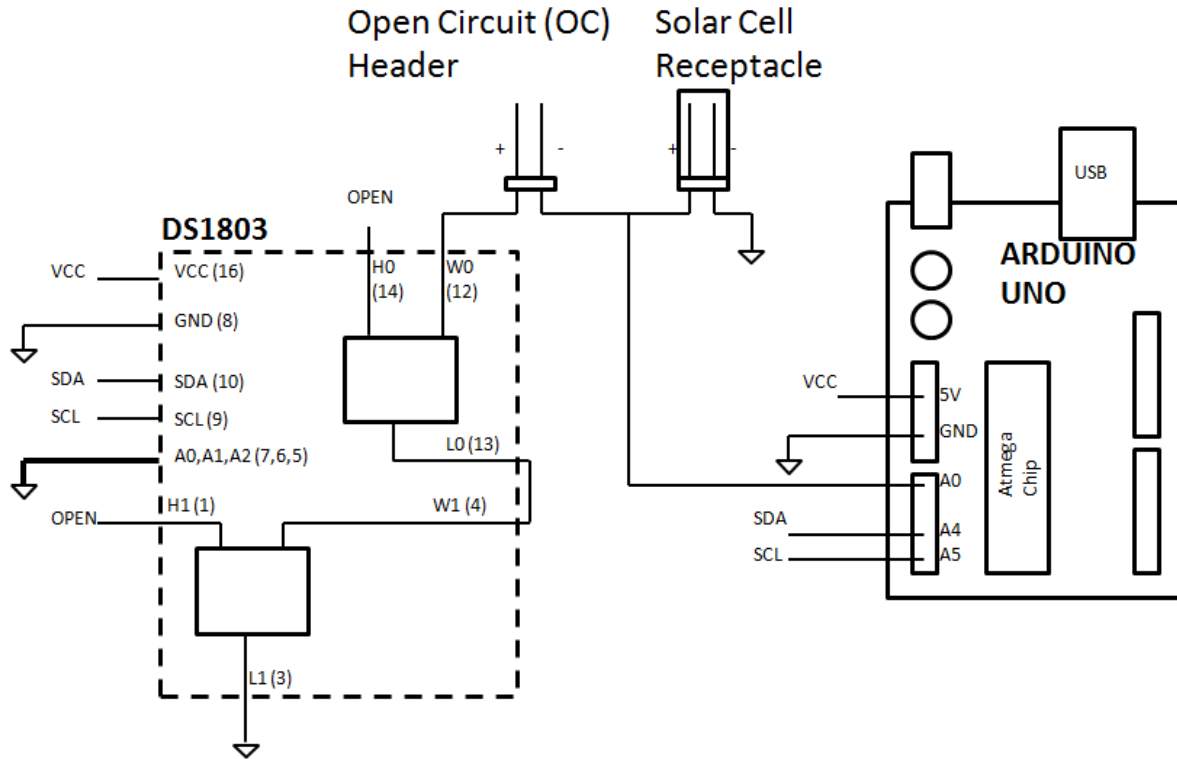 Open Circuit (OC)
Header
Solar Cell
Receptacle
+
-
+
-
USB
OPEN
DS1803
ARDUINO
UNO
VCC
VCC (16)
H0
(14)
W0
(12)
GND (8)
SDA
SDA (10)
VCC
5V
SCL
SCL (9)
GND
A0,A1,A2 (7,6,5)
L0 (13)
Atmega
Chip
A0
H1 (1)
W1 (4)
OPEN
SDA
A4
SCL
A5
L1 (3)